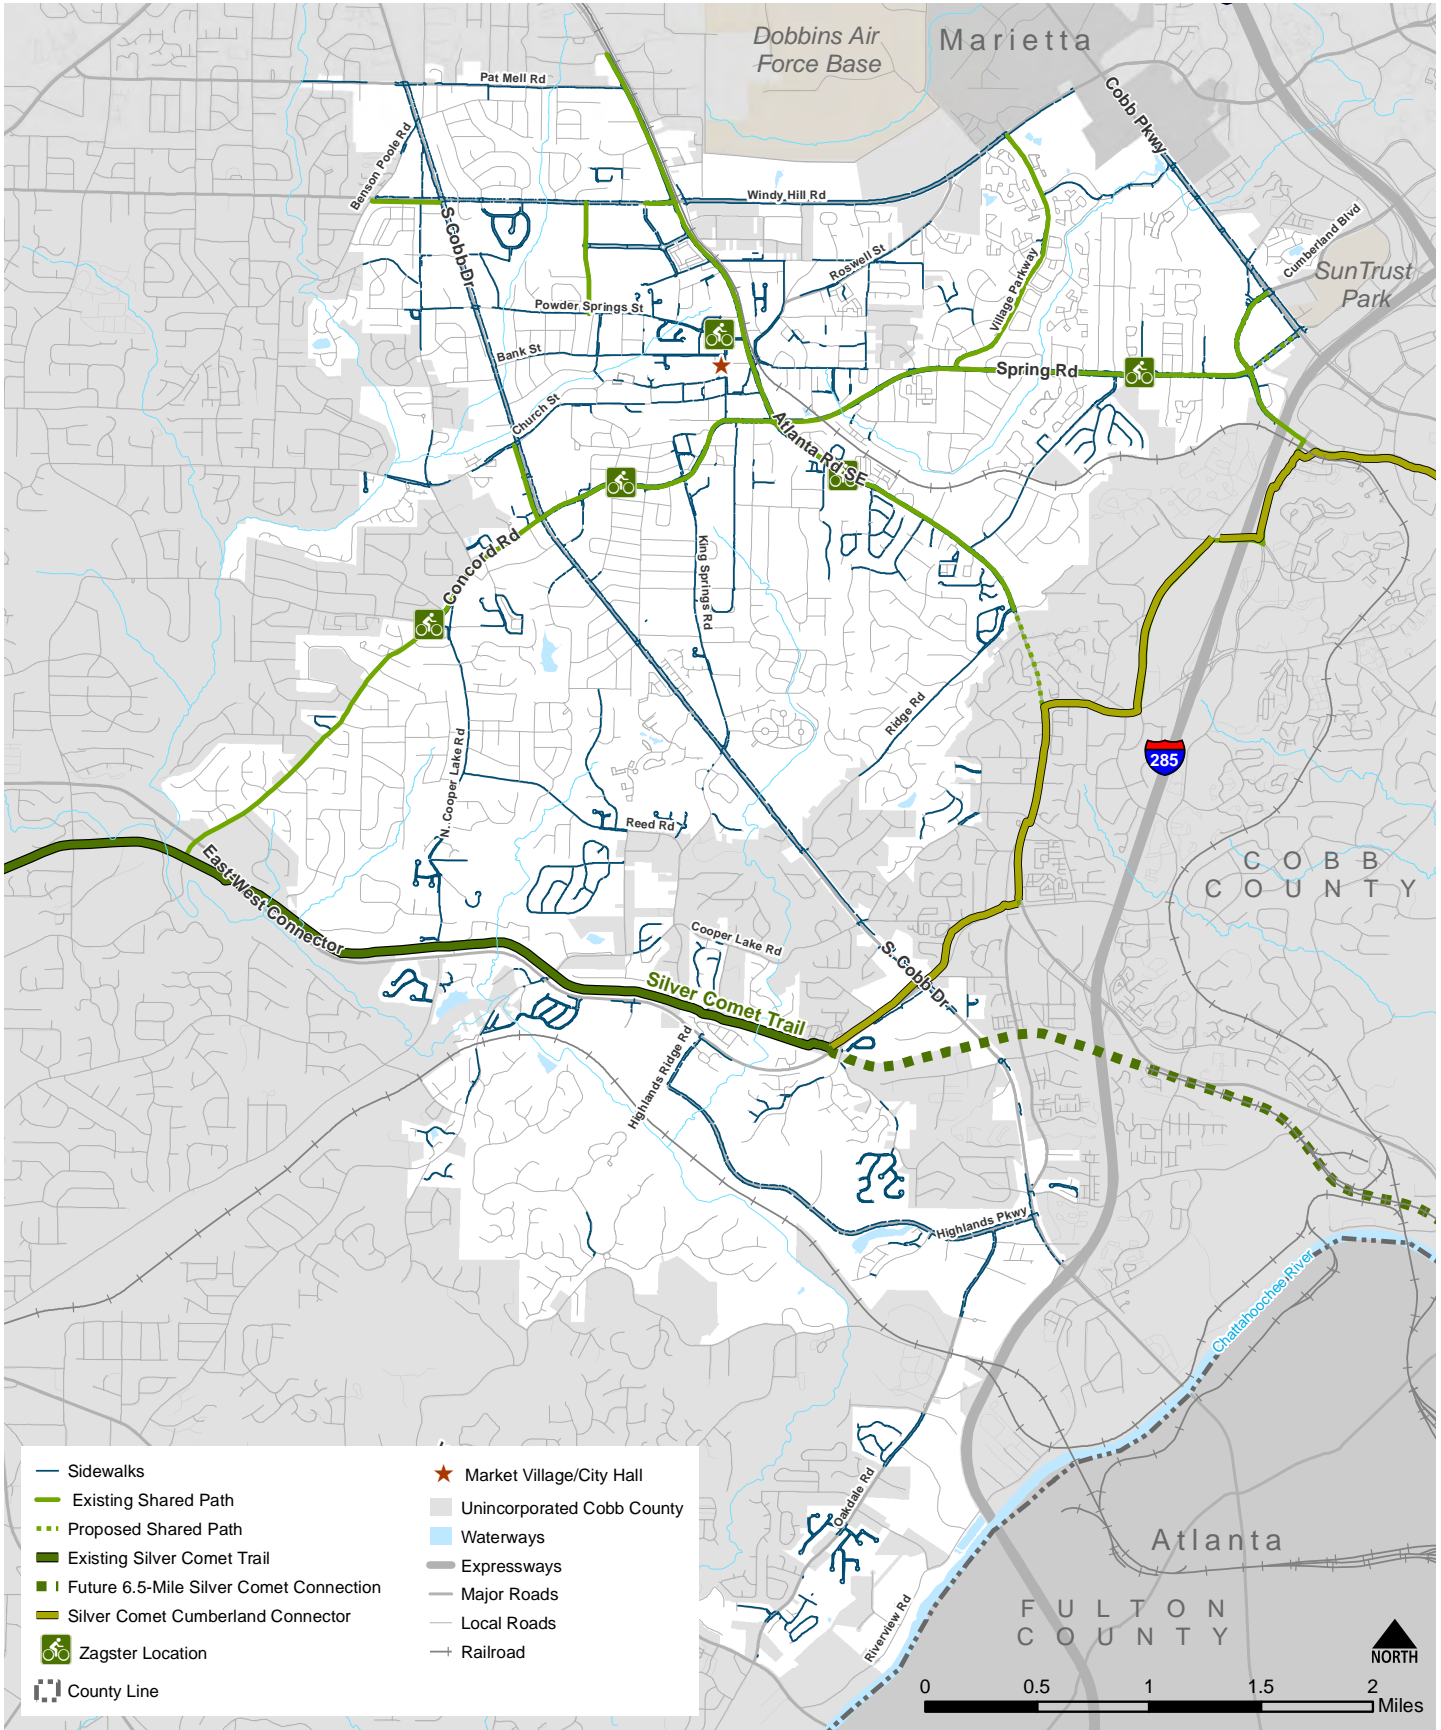 Dobbins Air
Force Base
Marietta
Pat Mell Rd
Cobb Pkwy
Benson Poole Rd
Windy Hill Rd
S Cobb Dr
Roswell St
Cumberland Blvd
SunTrust
Park
Village Parkway
Powder Springs St
Bank St
Spring Rd
Church St
Atlanta Rd SE
Concord Rd
King Springs Rd
Ridge Rd
285
N. Cooper Lake Rd
Reed Rd
East-West Connector
COBB
COUNTY
Cooper Lake Rd
S. Cobb Dr
Silver Comet Trail
Highlands Ridge Rd
Highlands Pkwy
Chattahoochee River
Oakdale Rd
Riverview Rd
Atlanta
FULTON
COUNTY
Sidewalks
Existing Shared Path
Proposed Shared Path
Existing Silver Comet Trail
Future 6.5-Mile Silver Comet Connection
Silver Comet Cumberland Connector
Zagster Location
County Line
Market Village/City Hall
Unincorporated Cobb County
Waterways
Expressways
Major Roads
Local Roads
Railroad
NORTH
0 0.5 1 1.5 2
Miles